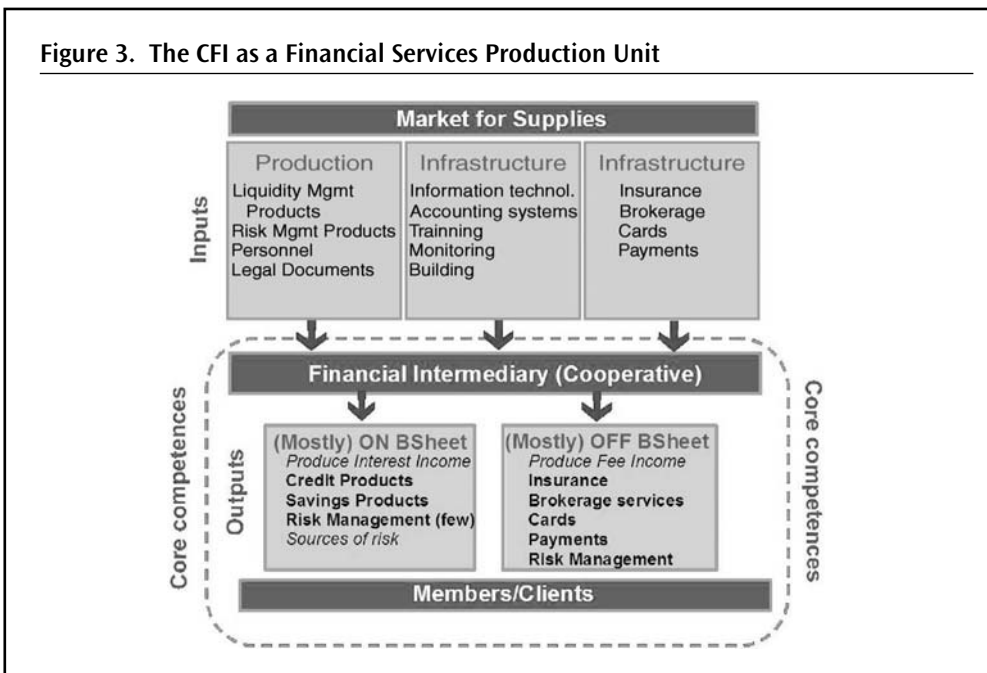 Figure 3. The CFI as a Financial Services Production Unit
Market for Supplies
Inputs
Production
Liquidity Mgmt
Products
Risk Mgmt Products
Personnel
Legal Documents
Infrastructure
Information technol.
Accounting systems
Trainning
Monitoring
Building
Infrastructure
Insurance
Brokerage
Cards
Payments
Financial Intermediary (Cooperative)
Core competences
Outputs
(Mostly) ON BSheet
Produce Interest Income
Credit Products
Savings Products
Risk Management (few)
Sources of risk
(Mostly) OFF BSheet
Produce Fee Income
Insurance
Brokerage services
Cards
Payments
Risk Management
Core competences
Members/Clients